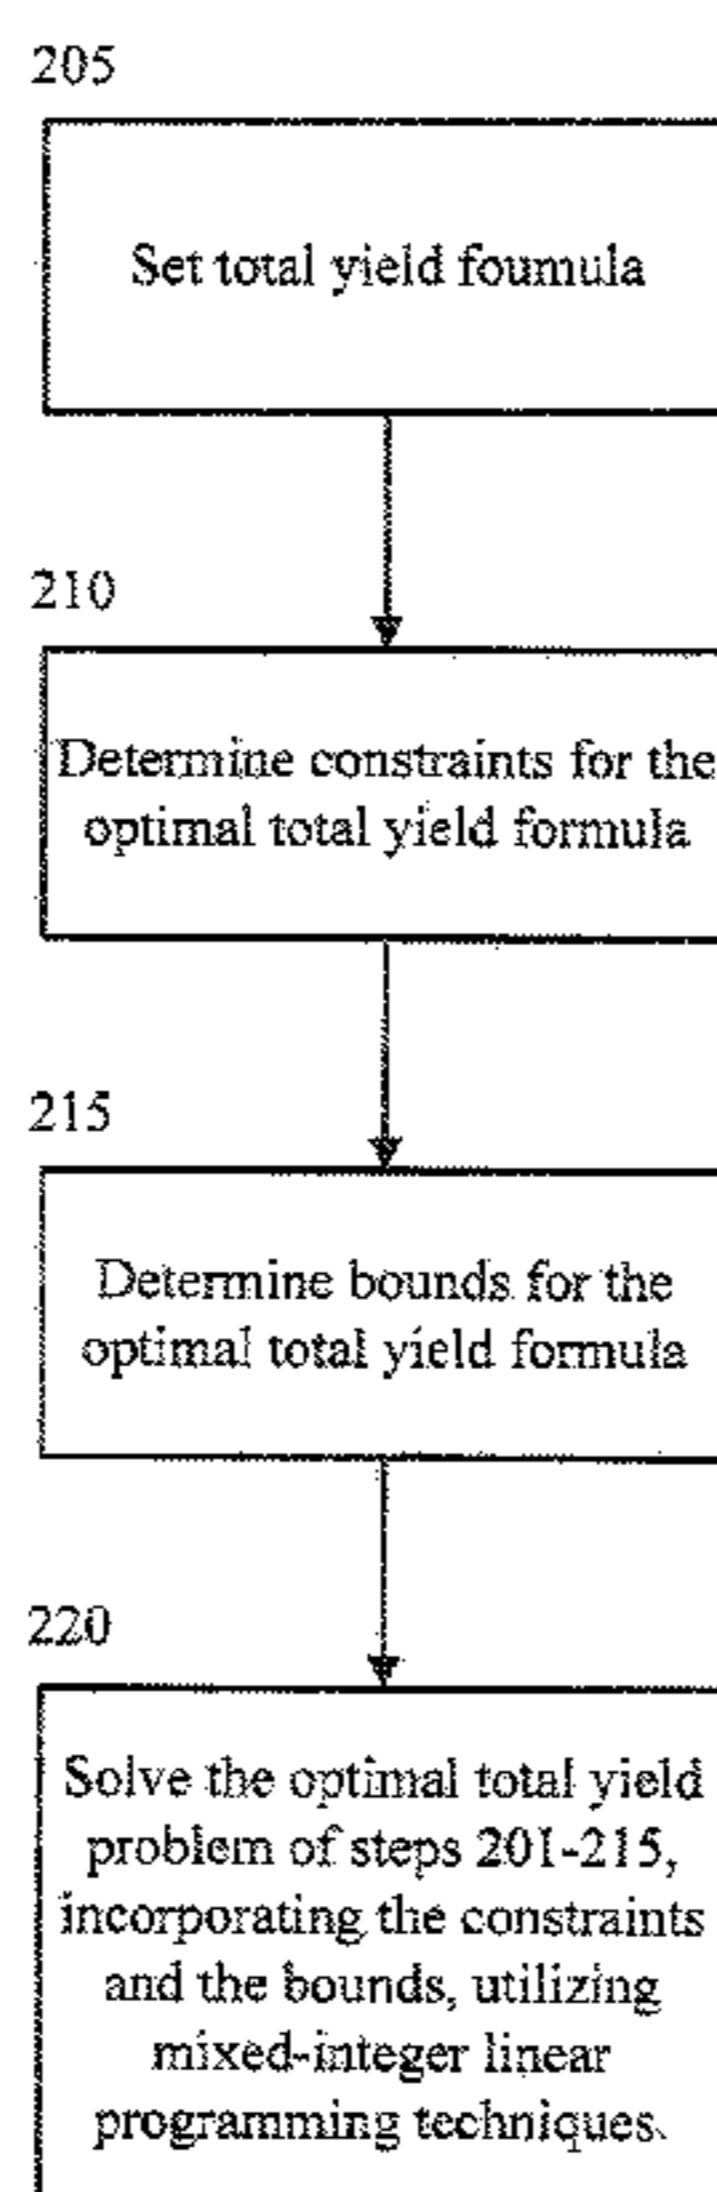 205
Set total yield foumula
210
Determine constraints for the
optimal total yield formula
215
Determine bounds for the
optimal total yield formula
220
Solve the optimal total yield
problem of steps 201-215,
incorporating the constraints
and the bounds, utilizing
mixed-integer linear
programming techniques.